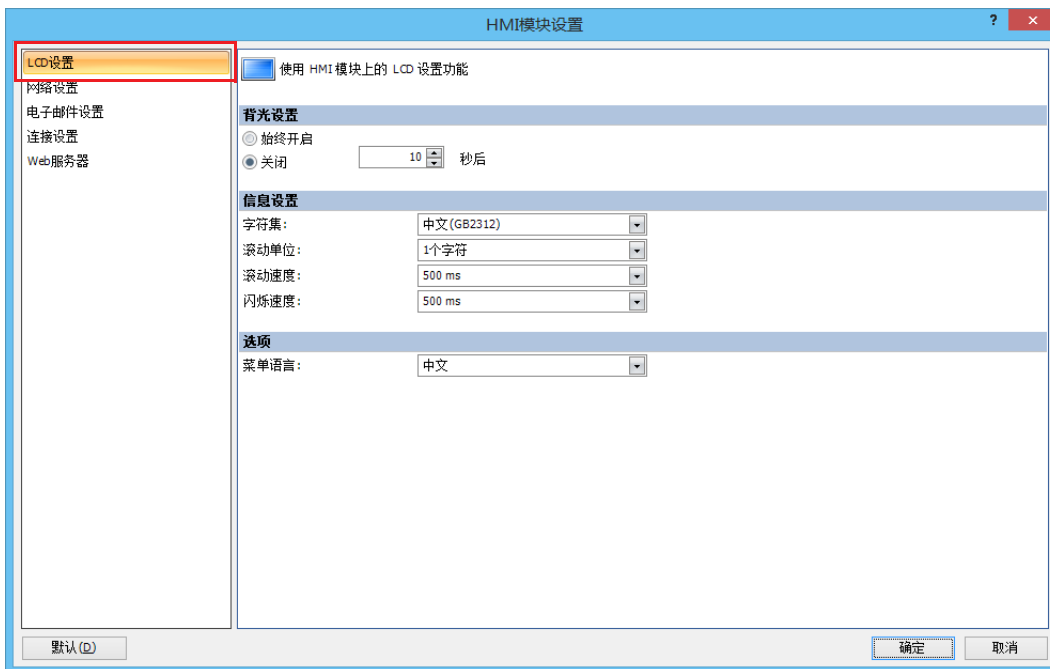 HMI模块设置
?
LCD设置
网络设置
电子邮件设置
连接设置
Web服务器
使用 HMI 模块上的 LCD 设置功能
背光设置
始终开启
关闭 10 秒后
信息设置
字符集: 中文(GB2312)
滚动单位: 1个字符
滚动速度: 500 ms
闪烁速度: 500 ms
选项
菜单语言: 中文
默认(D) 确定 取消